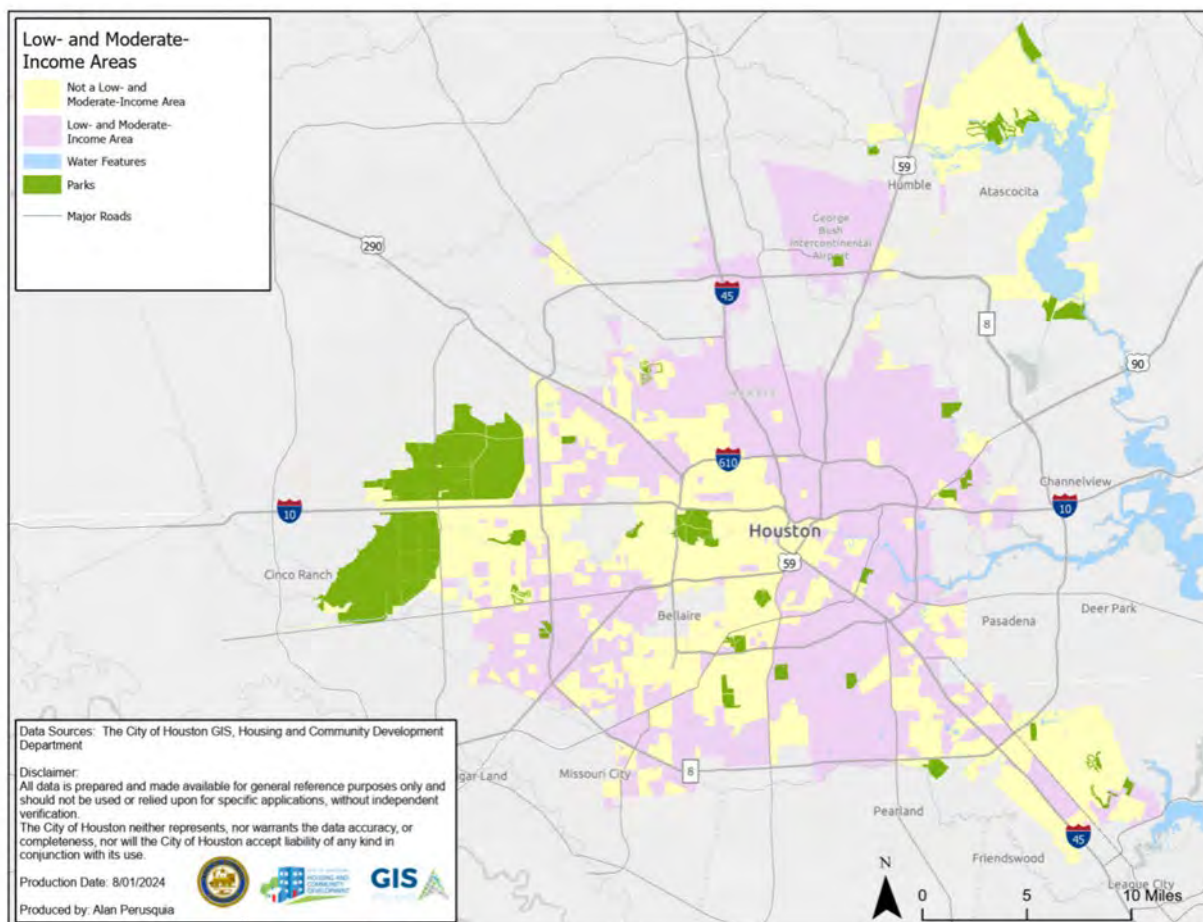 Low- and Moderate-
Income Areas
Not a Low- and
Moderate-Income Area
Low- and Moderate-
Income Area
Water Features
Parks
Major Roads
59
Humble
Atascocita
George
Bush
Intercontinental
Airport
290
45
8
90
HARRIS
610
Channelview
10
10
Houston
59
Cinco Ranch
Bellaire
Pasadena
Deer Park
gar Land
Missouri City
8
Pearland
45
Friendswood
League City
Data Sources: The City of Houston GIS, Housing and Community Development
Department
Disclaimer:
All data is prepared and made available for general reference purposes only and
should not be used or relied upon for specific applications, without independent
verification.
The City of Houston neither represents, nor warrants the data accuracy, or
completeness, nor will the City of Houston accept liability of any kind in
conjunction with its use.
Production Date: 8/01/2024
HOUSING AND
COMMUNITY
DEVELOPMENT
GIS
Produced by: Alan Perusquia
N
0 5 10 Miles